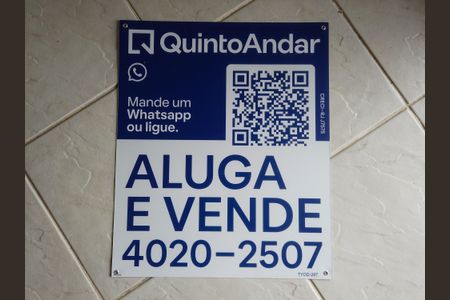 QuintoAndar
Mande um
Whatsapp
ou ligue.
ALUGA
E VENDE
4020-2507